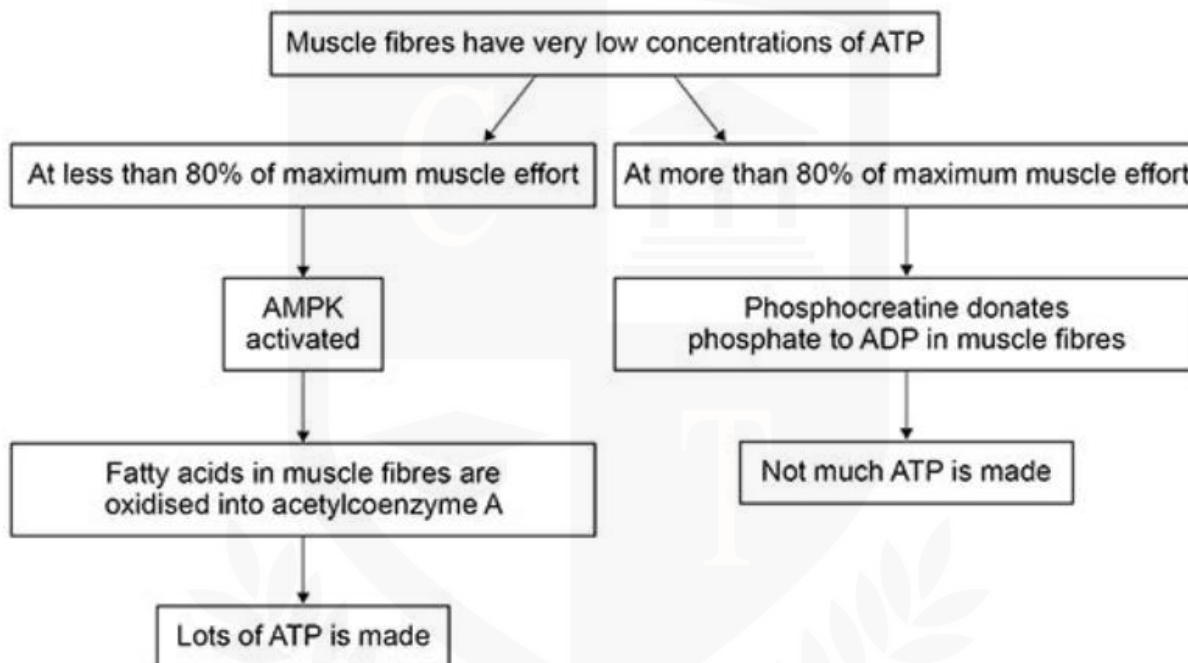 Muscle fibres have very low concentrations of ATP
At less than 80% of maximum muscle effort
At more than 80% of maximum muscle effort
AMPK
activated
Phosphocreatine donates
phosphate to ADP in muscle fibres
Fatty acids in muscle fibres are
oxidised into acetylcoenzyme A
Not much ATP is made
Lots of ATP is made
C
T